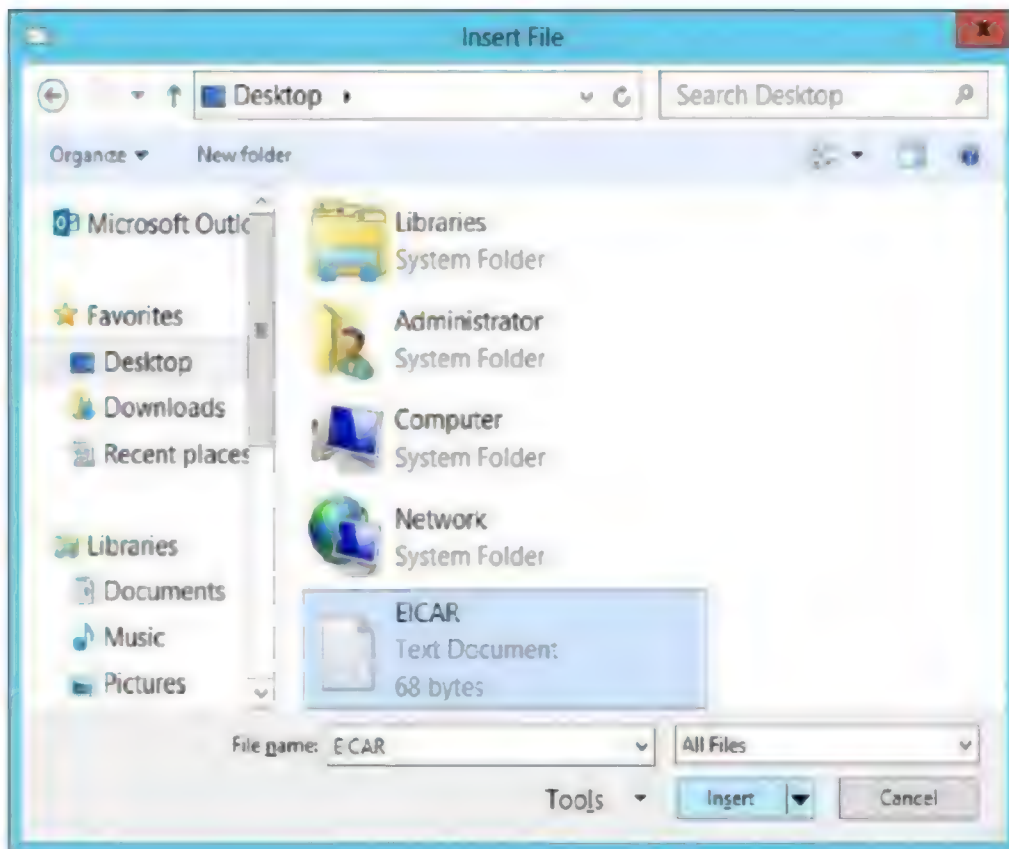 Insert File
Desktop
Search Desktop
Organize
New folder
Microsoft Outlo
Favorites
Desktop
Downloads
Recent places
Libraries
Documents
Music
Pictures
Libraries
System Folder
Administrator
System Folder
Computer
System Folder
Network
System Folder
EICAR
Text Document
68 bytes
File name: EICAR
All Files
Tools
Insert
Cancel